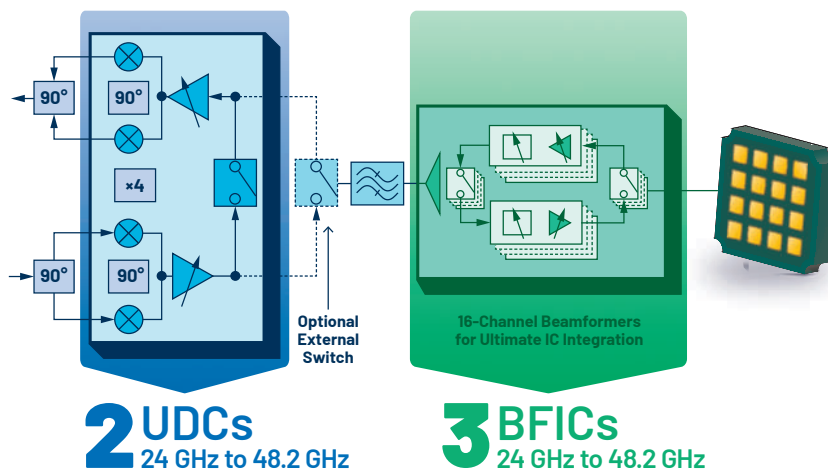 90°
90°
×4
90°
90°
Optional
External
Switch
16-Channel Beamformers
for Ultimate IC Integration
2 UDCs
24 GHz to 48.2 GHz
3 BFICs
24 GHz to 48.2 GHz